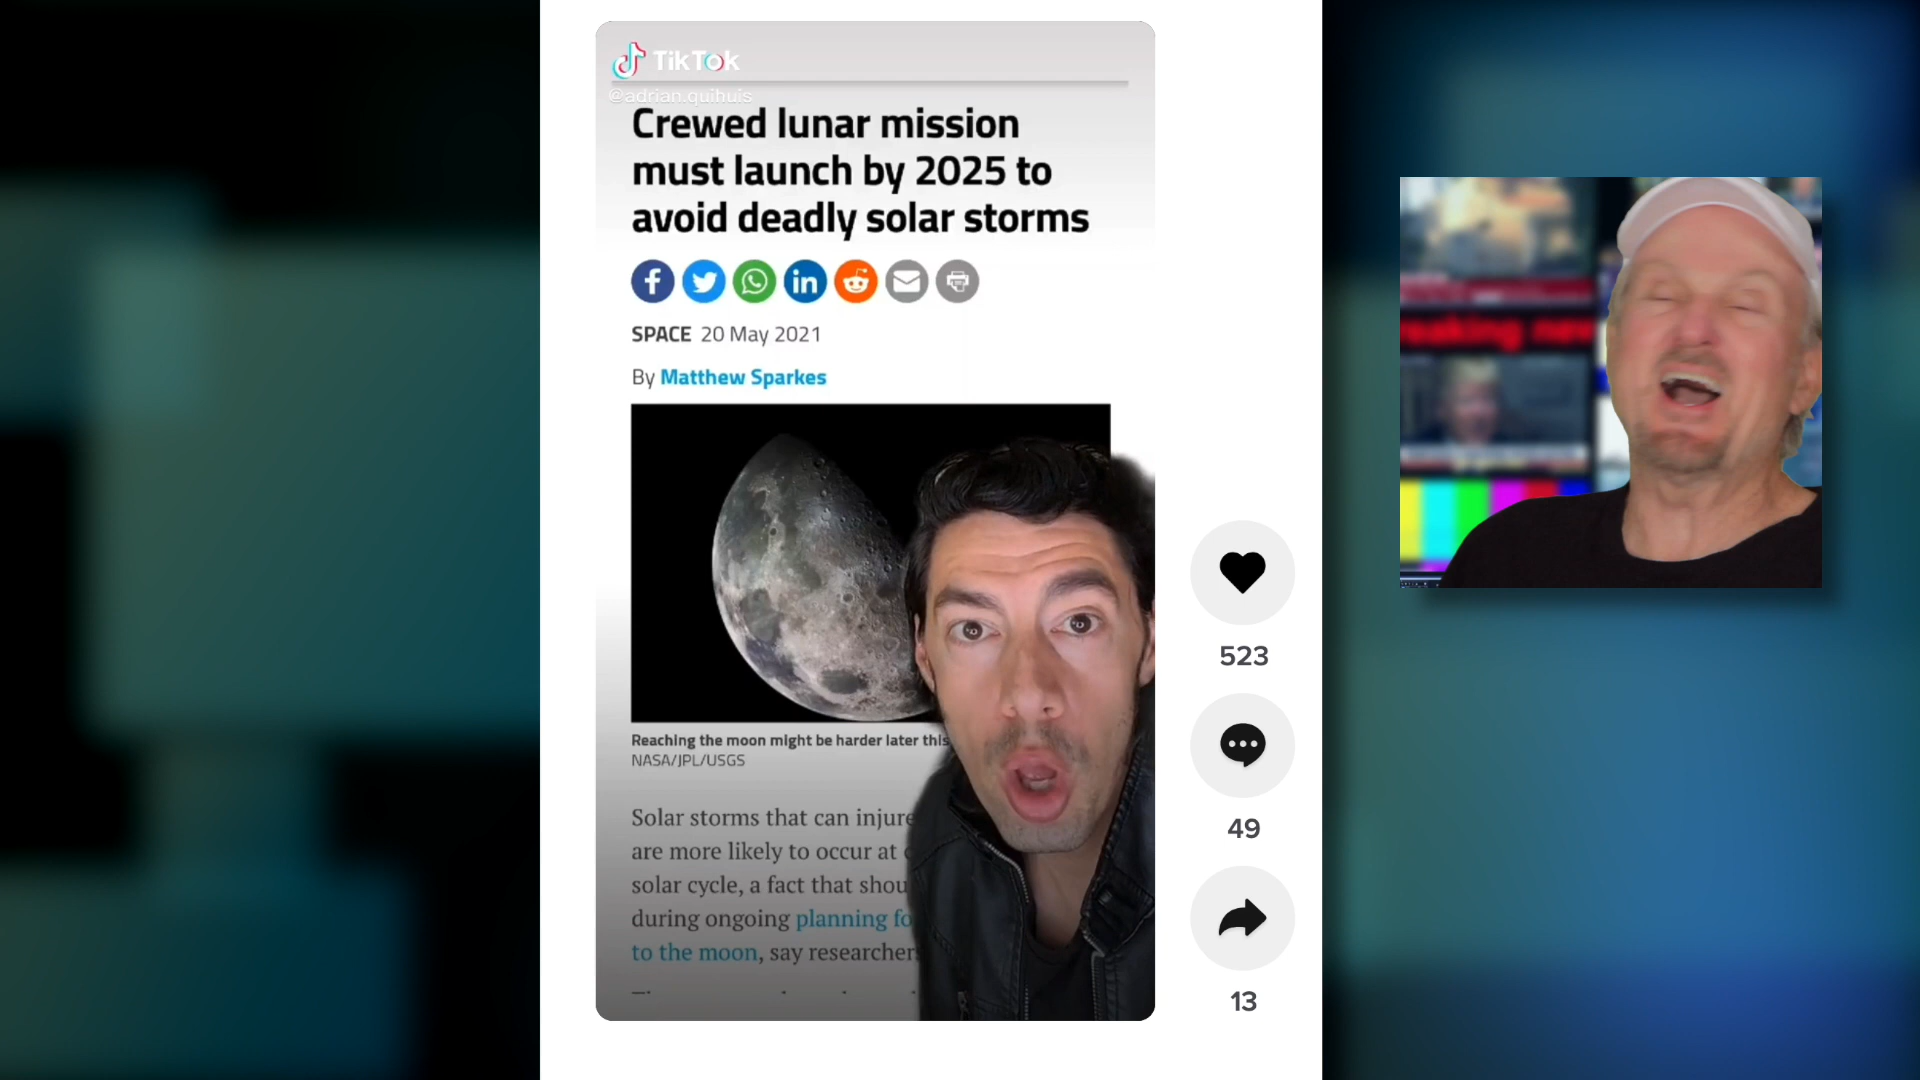 TikTok
@adrian.quihuis
Crewed lunar mission
must launch by 2025 to
avoid deadly solar storms
SPACE 20 May 2021
By Matthew Sparkes
Reaching the moon might be harder later this
NASA/JPL/USGS
Solar storms that can injure
are more likely to occur at
solar cycle, a fact that
during ongoing planning
to the moon, say
523
49
13